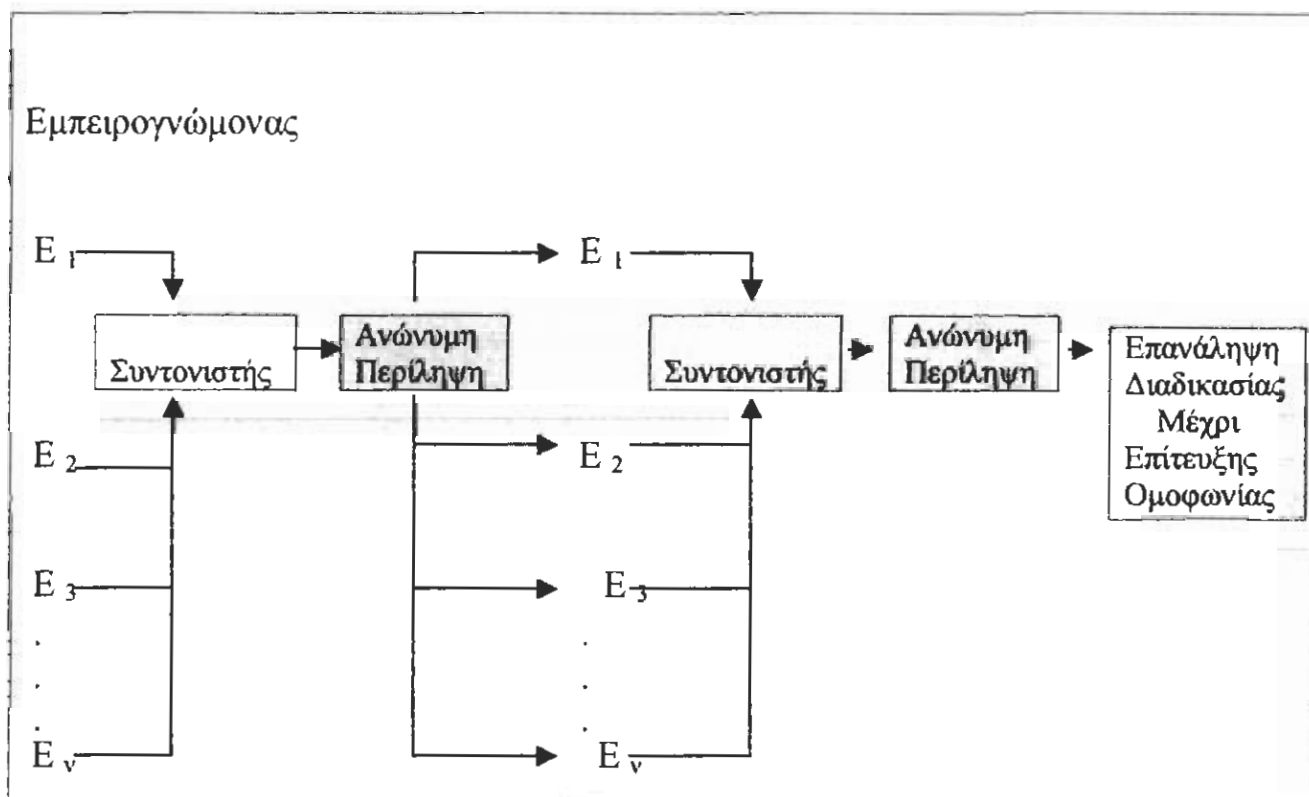 Εμπειρογνώμονας
Ε 1
Ε 1
Συντονιστής
Ανώνυμη
Περίληψη
Συντονιστής
Ανώνυμη
Περίληψη
Επανάληψη
Διαδικασίας
Μέχρι
Επίτευξης
Ομοφωνίας
Ε 2
Ε 2
Ε 3
Ε 3
.
.
.
.
.
.
Ε ν
Ε ν